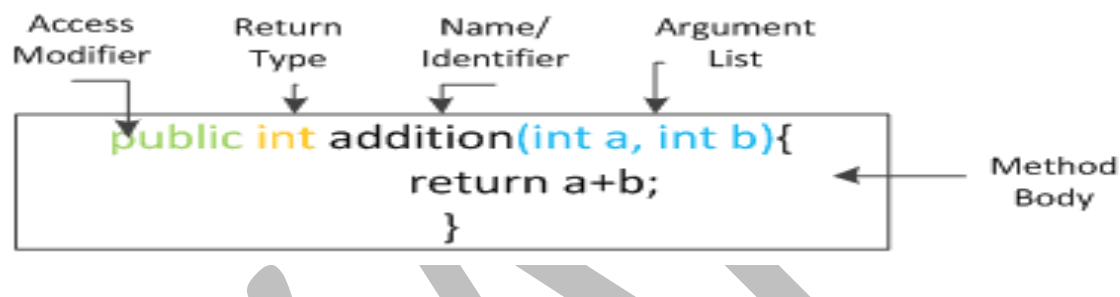 Access Modifier
Return Type
Name/ Identifier
Argument List
public int addition(int a, int b){
return a+b;
}
Method Body